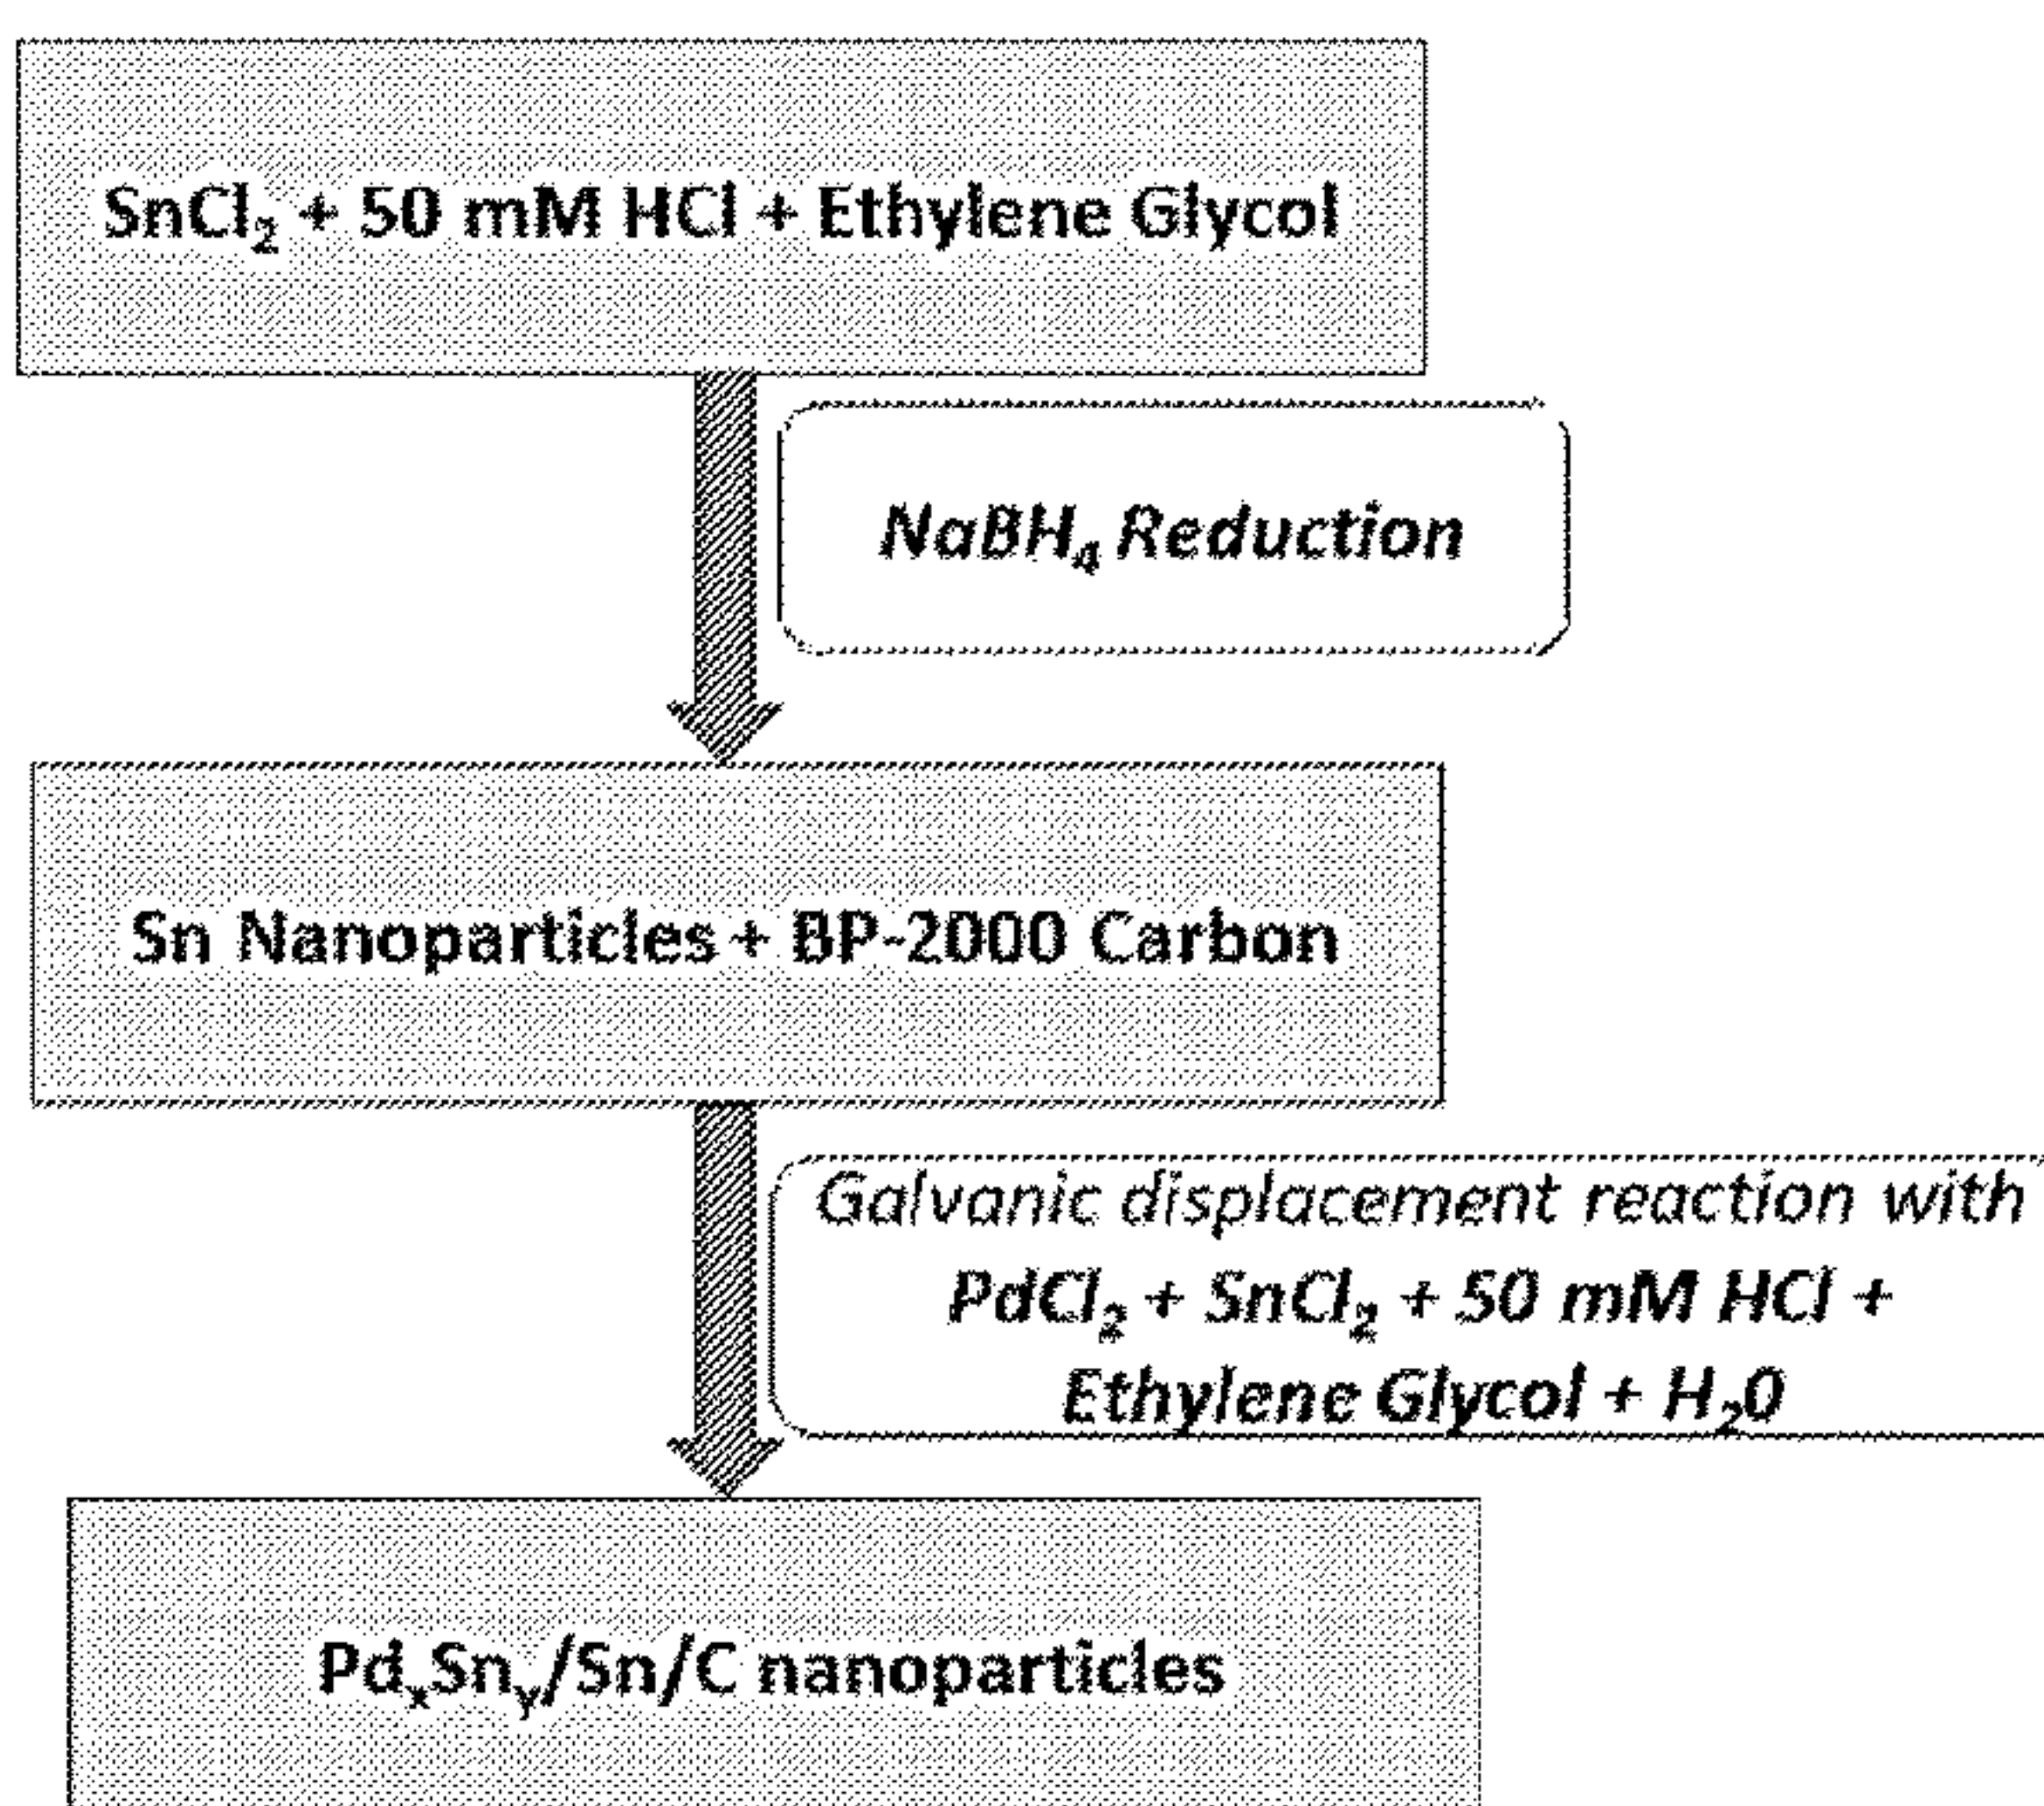 SnCl₂ + 50 mM HCl + Ethylene Glycol
NaBH₄ Reduction
Sn Nanoparticles + BP-2000 Carbon
Galvanic displacement reaction with
PdCl₂ + SnCl₂ + 50 mM HCl +
Ethylene Glycol + H₂0
PdₓSnᵧ/Sn/C nanoparticles